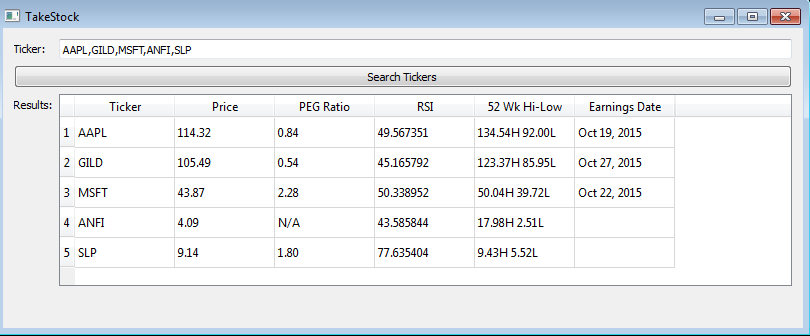 TakeStock
Ticker: AAPL,GILD,MSFT,ANFI,SLP
Search Tickers
Results: Ticker Price PEG Ratio RSI 52 Wk Hi-Low Earnings Date
1 AAPL 114.32 0.84 49.567351 134.54H 92.00L Oct 19, 2015
2 GILD 105.49 0.54 45.165792 123.37H 85.95L Oct 27, 2015
3 MSFT 43.87 2.28 50.338952 50.04H 39.72L Oct 22, 2015
4 ANFI 4.09 N/A 43.585844 17.98H 2.51L
5 SLP 9.14 1.80 77.635404 9.43H 5.52L